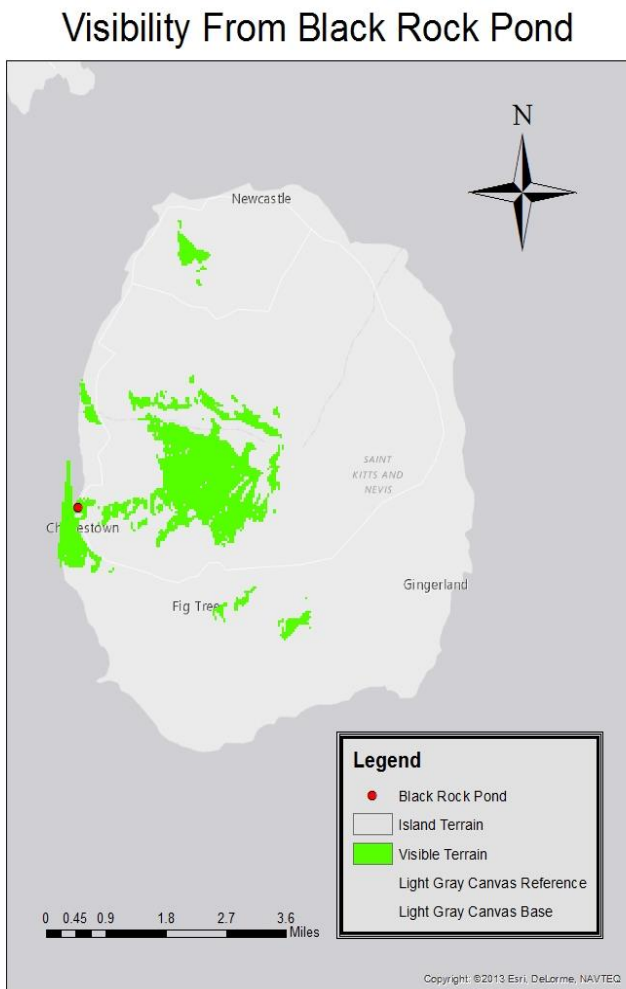 Visibility From Black Rock Pond
N
Newcastle
SAINT
KITTS AND
NEVIS
Gingerland
Fig Tree
Legend
Black Rock Pond
Island Terrain
Visible Terrain
Light Gray Canvas Reference
Light Gray Canvas Base
0 0.45 0.9 1.8 2.7 3.6
Miles
Copyright: ©2013 Esri, DeLorme, NAVTEQ